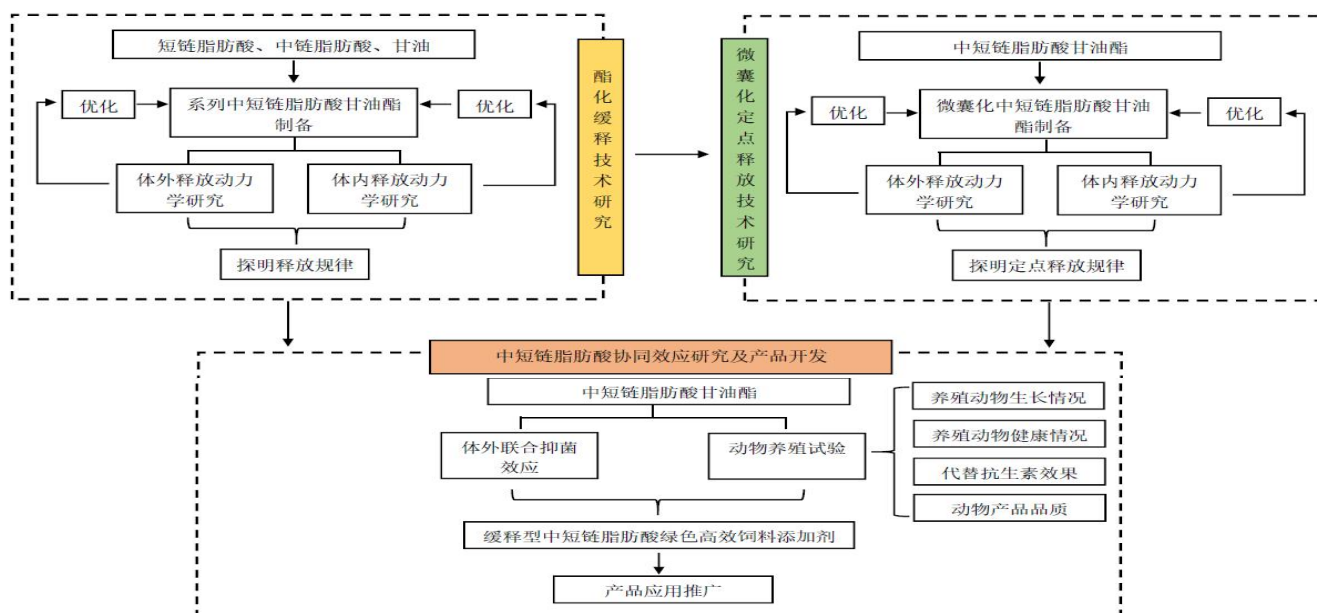 短链脂肪酸、中链脂肪酸、甘油
优化
系列中短链脂肪酸甘油酯
制备
优化
体外释放动力
学研究
体内释放动力
学研究
探明释放规律
酯化缓释技术研究
微囊化定点释放技术研究
中短链脂肪酸甘油酯
优化
微囊化中短链脂肪酸甘油
酯制备
优化
体外释放动力
学研究
体内释放动力
学研究
探明定点释放规律
中短链脂肪酸协同效应研究及产品开发
中短链脂肪酸甘油酯
体外联合抑菌
效应
动物养殖试验
养殖动物生长情况
养殖动物健康情况
代替抗生素效果
动物产品品质
缓释型中短链脂肪酸绿色高效饲料添加剂
产品应用推广